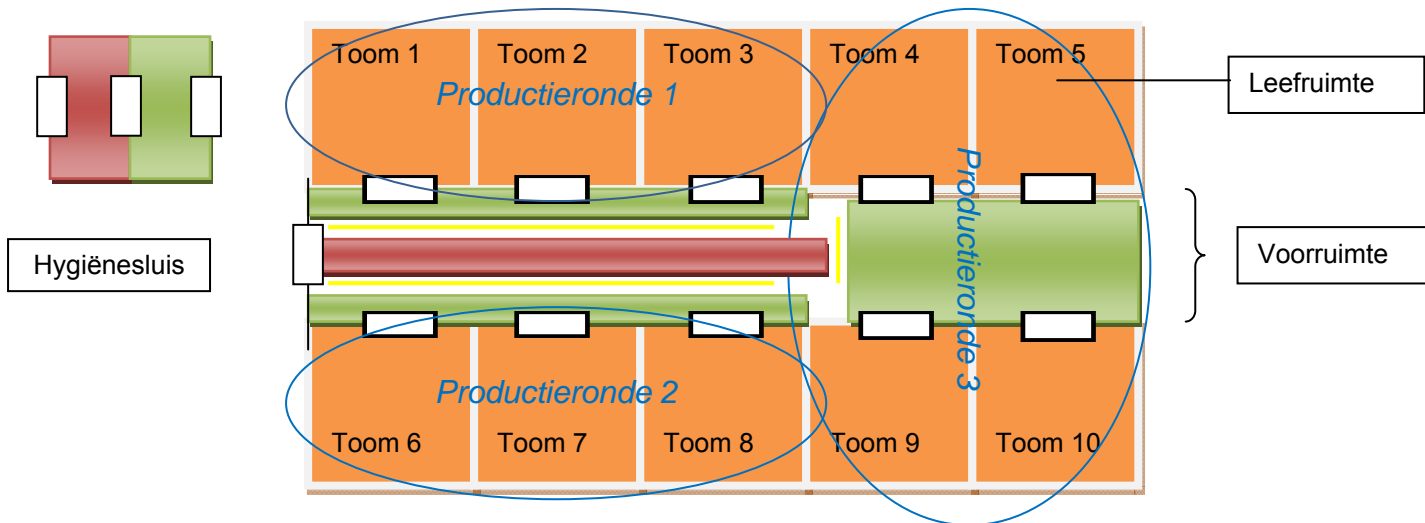 Toom 1
Toom 2
Toom 3
Toom 4
Toom 5
Productieronde 1
Leefruimte
Productieronde 3
Hygiënesluis
Voorruimte
Productieronde 2
Toom 6
Toom 7
Toom 8
Toom 9
Toom 10